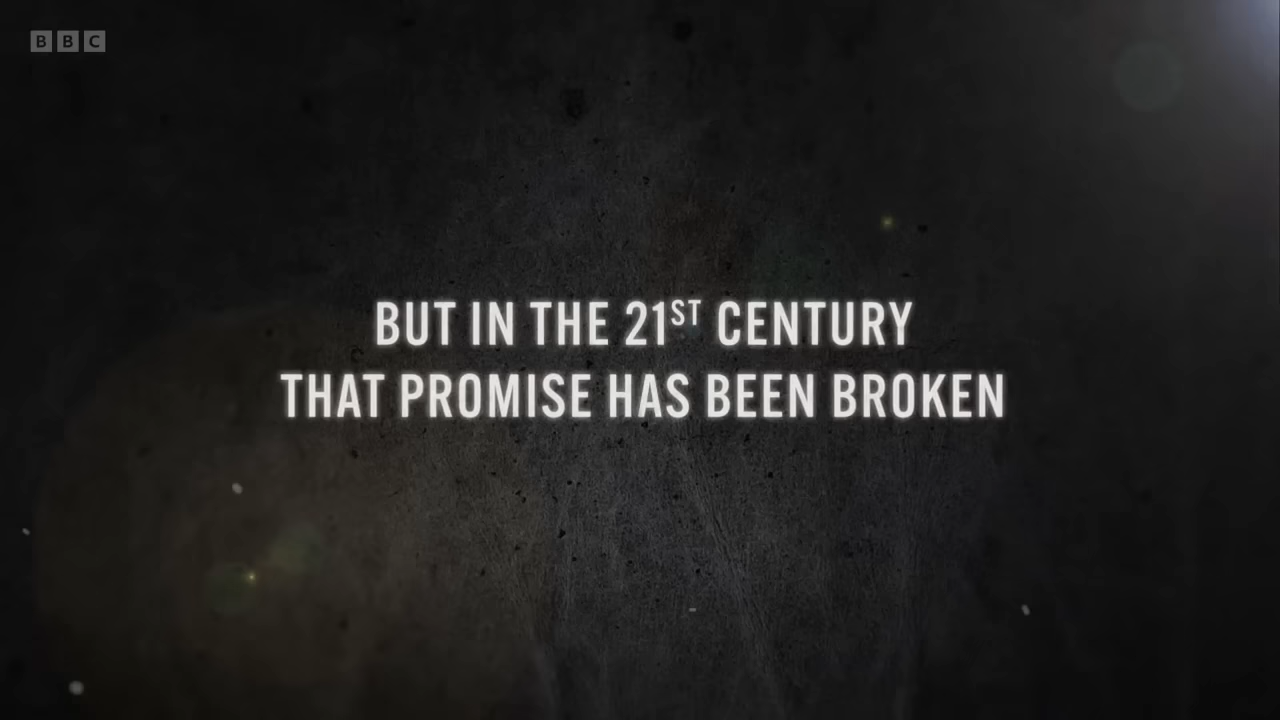 BBC
BUT IN THE 21ST CENTURY
THAT PROMISE HAS BEEN BROKEN